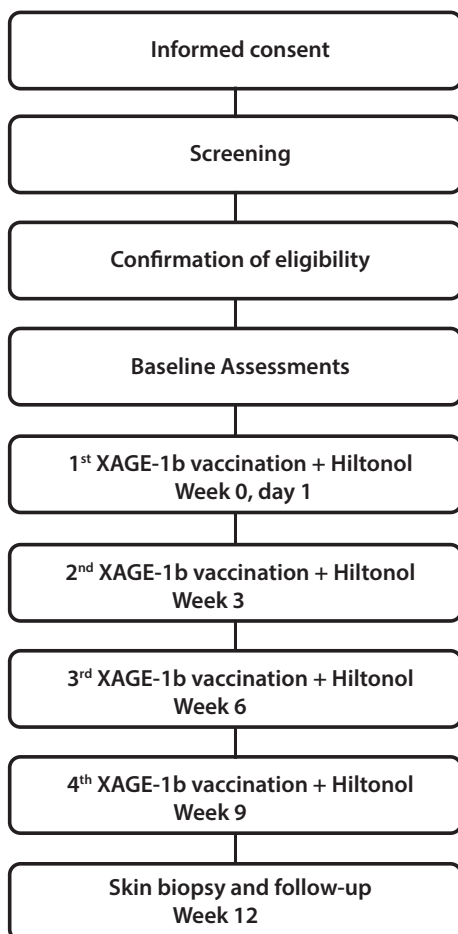 Informed consent
Screening
Confirmation of eligibility
Baseline Assessments
1st XAGE-1b vaccination + Hiltonol
Week 0, day 1
2nd XAGE-1b vaccination + Hiltonol
Week 3
3rd XAGE-1b vaccination + Hiltonol
Week 6
4th XAGE-1b vaccination + Hiltonol
Week 9
Skin biopsy and follow-up
Week 12